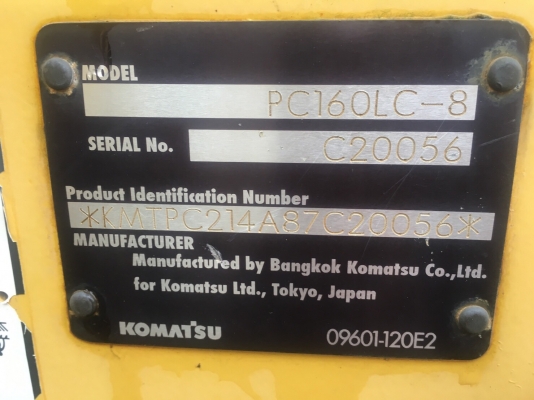 MODEL
PC160LC-8
SERIAL No.
C20056
Product Identification Number
*KMTPC214A87C20056*
MANUFACTURER
Manufactured by Bangkok Komatsu Co.,Ltd.
for Komatsu Ltd., Tokyo, Japan
KOMATSU
09601-120E2